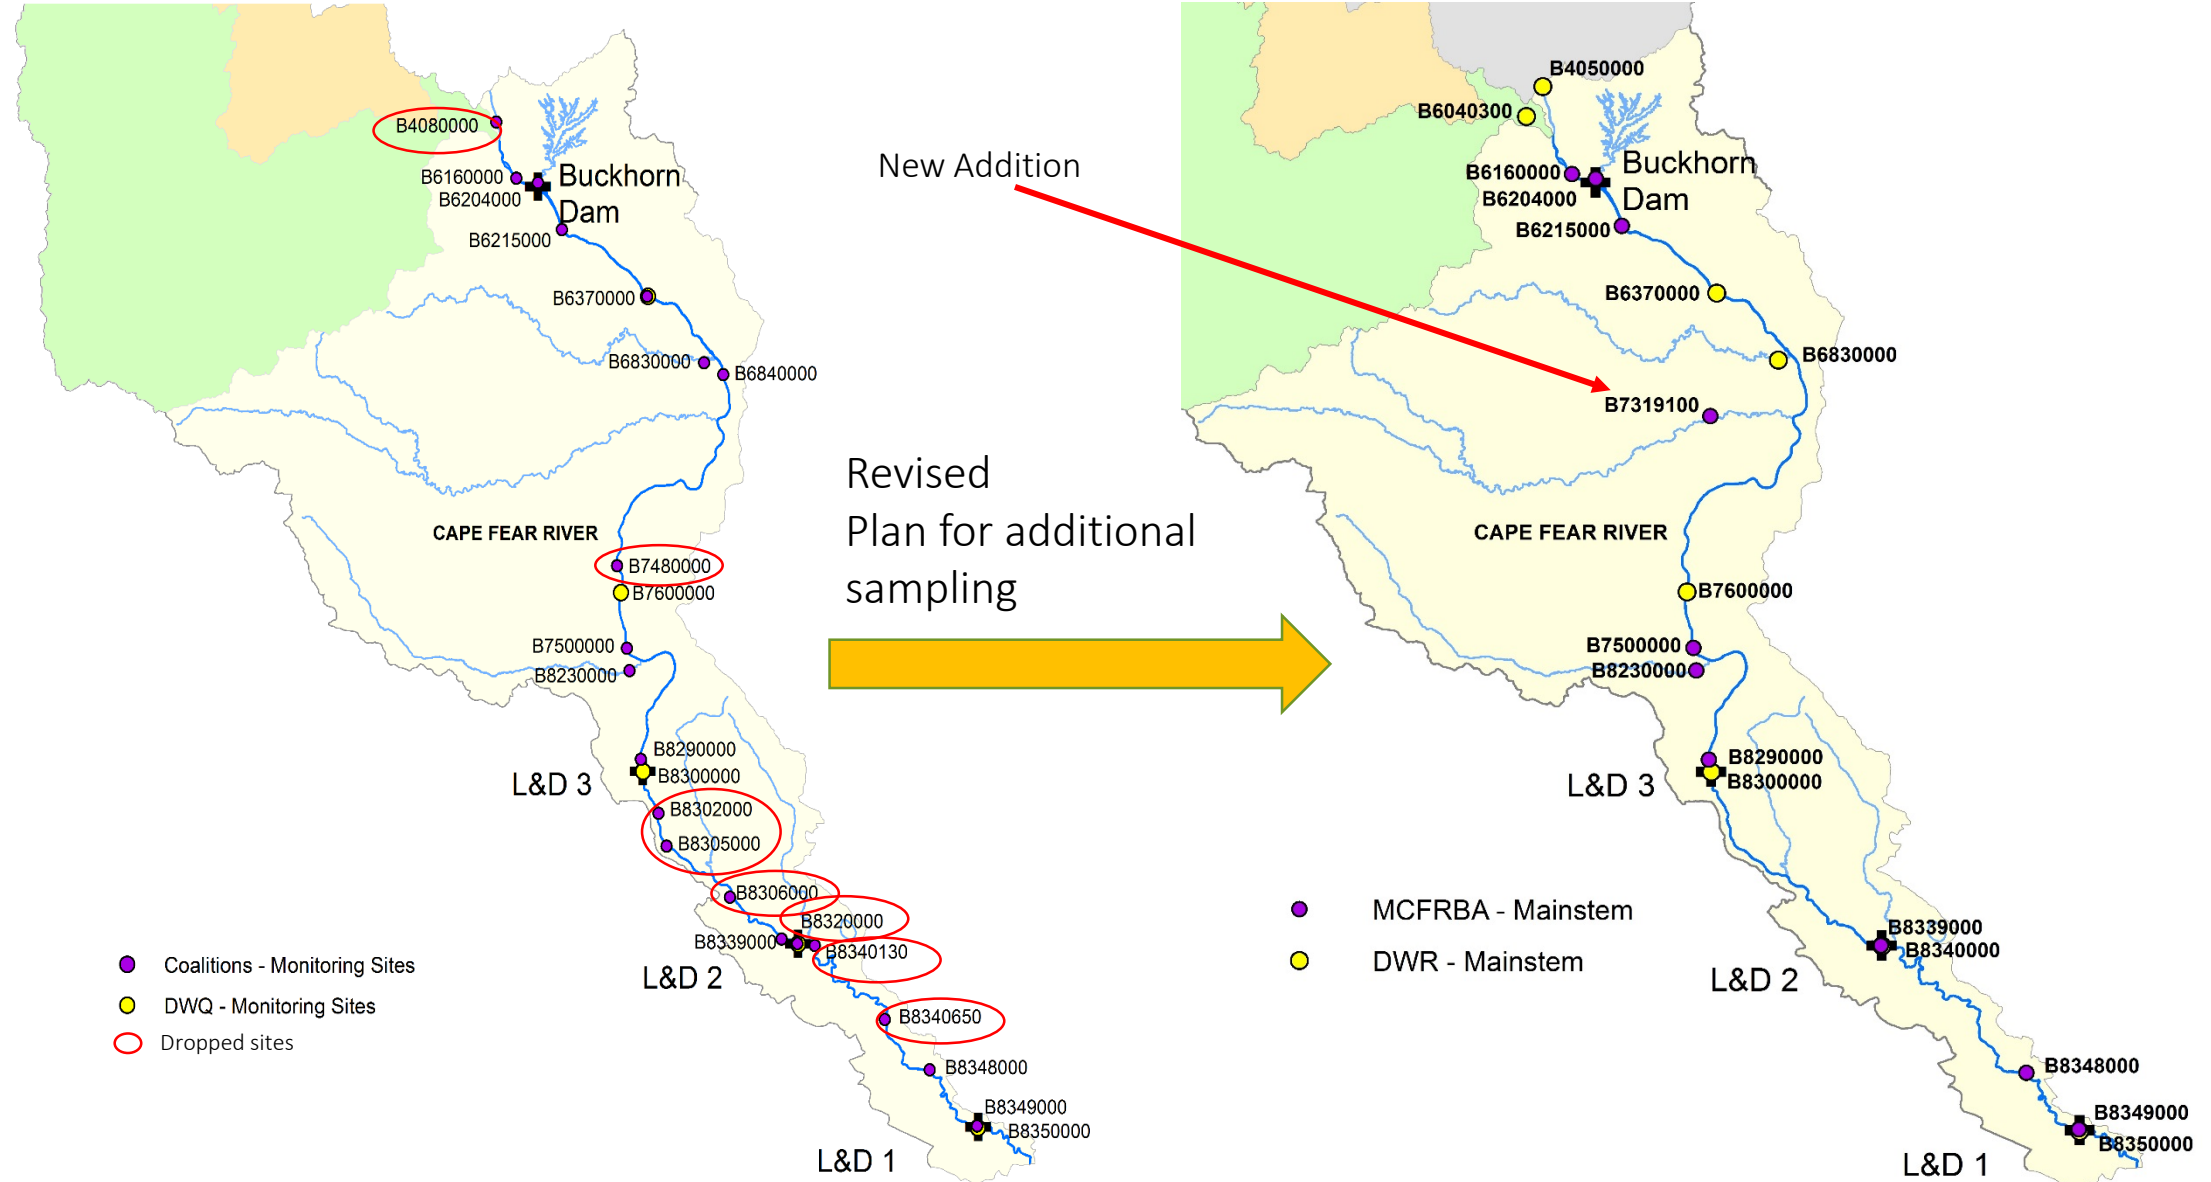 B4080000
B6160000
B6204000
Buckhorn
Dam
B6215000
B6370000
B6830000
B6840000
CAPE FEAR RIVER
B7480000
B7600000
B7500000
B8230000
B8290000
L&D 3
B8300000
B8302000
B8305000
B8306000
B8320000
B8339000
B8340130
L&D 2
B8340650
B8348000
B8349000
B8350000
L&D 1
Coalitions - Monitoring Sites
DWQ - Monitoring Sites
Dropped sites
New Addition
Revised
Plan for additional
sampling
B4050000
B6040300
B6160000
Buckhorn
B6204000
Dam
B6215000
B6370000
B6830000
B7319100
CAPE FEAR RIVER
B7600000
B7500000
B8230000
B8290000
L&D 3
B8300000
MCFRBA - Mainstem
DWR - Mainstem
B8339000
B8340000
L&D 2
B8348000
B8349000
B8350000
L&D 1